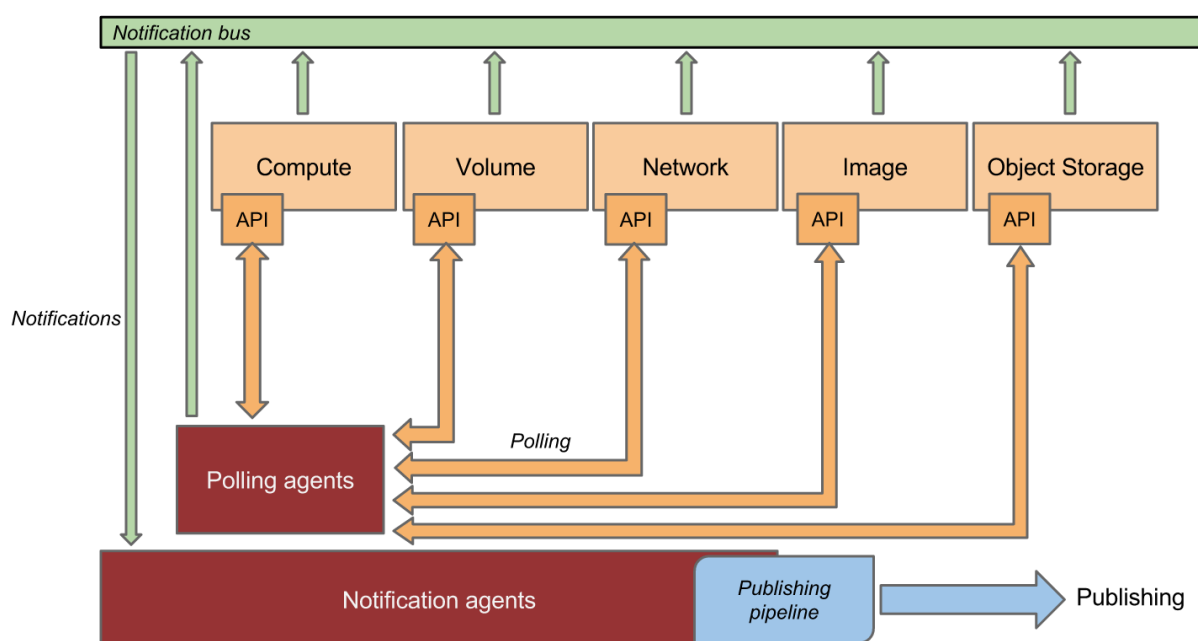 Notification bus
Compute
Volume
Network
Image
Object Storage
API
API
API
API
API
Notifications
Polling
Polling agents
Notification agents
Publishing
pipeline
Publishing